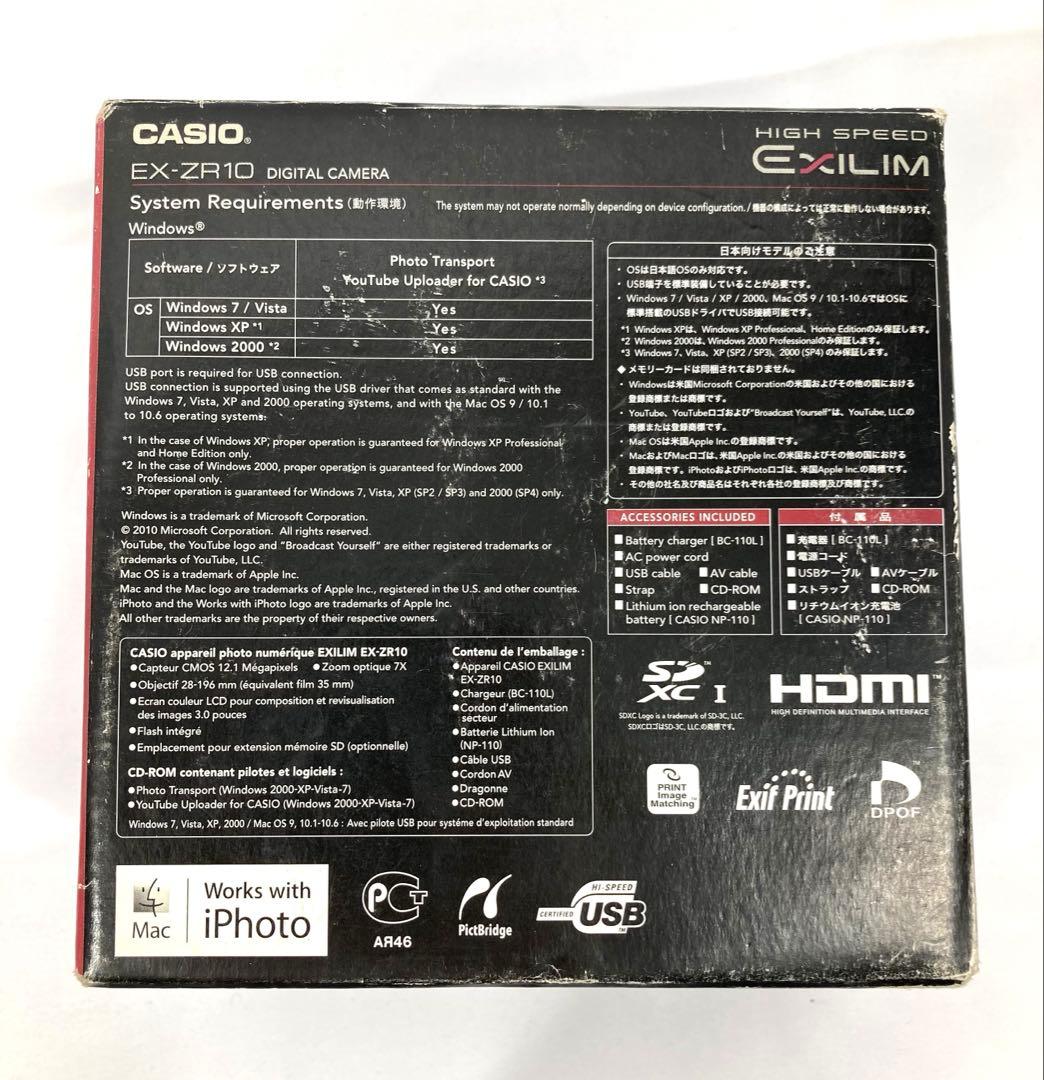 CASIO®
HIGH SPEED
EXILIM
EX-ZR10 DIGITAL CAMERA
System Requirements (動作環境)
The system may not operate normally depending on device configuration. / 機器の構成によっては正常に動作しない場合があります。
Windows®
Software / ソフトウェア
Photo Transport
YouTube Uploader for CASIO *3
OS
Windows 7 / Vista
Yes
Windows XP *1
Yes
Windows 2000 *2
Yes
USB port is required for USB connection.
USB connection is supported using the USB driver that comes as standard with the
Windows 7, Vista, XP and 2000 operating systems, and with the Mac OS 9 / 10.1
to 10.6 operating systems.
*1 In the case of Windows XP, proper operation is guaranteed for Windows XP Professional
and Home Edition only.
*2 In the case of Windows 2000, proper operation is guaranteed for Windows 2000
Professional only.
*3 Proper operation is guaranteed for Windows 7, Vista, XP (SP2 / SP3) and 2000 (SP4) only.
Windows is a trademark of Microsoft Corporation.
© 2010 Microsoft Corporation. All rights reserved.
YouTube, the YouTube logo and "Broadcast Yourself" are either registered trademarks or
trademarks of YouTube, LLC.
Mac OS is a trademark of Apple Inc.
Mac and the Mac logo are trademarks of Apple Inc., registered in the U.S. and other countries.
iPhoto and the Works with iPhoto logo are trademarks of Apple Inc.
All other trademarks are the property of their respective owners.
日本向けモデルのご注意
・OSは日本語OSのみ対応です。
・USB端子を標準装備していることが必要です。
・Windows 7 / Vista / XP / 2000、Mac OS 9 / 10.1-10.6ではOSに
標準搭載のUSBドライバでUSB接続可能です。
*1 Windows XPは、Windows XP Professional、Home Editionのみ保証します。
*2 Windows 2000は、Windows 2000 Professionalのみ保証します。
*3 Windows 7、Vista、XP (SP2 / SP3)、2000 (SP4) のみ保証します。
◆ メモリーカードは同梱されておりません。
・Windowsは米国Microsoft Corporationの米国およびその他の国における
登録商標または商標です。
・YouTube、YouTubeロゴおよび"Broadcast Yourself"は、YouTube, LLC.の
商標または登録商標です。
・Mac OSは米国Apple Inc.の登録商標です。
・MacおよびMacロゴは、米国Apple Inc.の米国およびその他の国における
登録商標です。iPhotoおよびiPhotoロゴは、米国Apple Inc.の商標です。
・その他の社名及び商品名はそれぞれ各社の登録商標及び商標です。
ACCESSORIES INCLUDED
■Battery charger [ BC-110L ]
■AC power cord
■USB cable ■AV cable
■Strap ■CD-ROM
■Lithium ion rechargeable
battery [ CASIO NP-110 ]
付属品
■充電器 [ BC-110L ]
■電源コード
■USBケーブル ■AVケーブル
■ストラップ ■CD-ROM
■リチウムイオン充電池
[ CASIO NP-110 ]
CASIO appareil photo numérique EXILIM EX-ZR10
●Capteur CMOS 12.1 Mégapixels ●Zoom optique 7X
●Objectif 28-196 mm (équivalent film 35 mm)
●Ecran couleur LCD pour composition et revisualisation
des images 3.0 pouces
●Flash intégré
●Emplacement pour extension mémoire SD (optionnelle)
CD-ROM contenant pilotes et logiciels :
●Photo Transport (Windows 2000-XP-Vista-7)
●YouTube Uploader for CASIO (Windows 2000-XP-Vista-7)
Windows 7, Vista, XP, 2000 / Mac OS 9, 10.1-10.6 : Avec pilote USB pour systéme d'exploitation standard
Contenu de l'emballage :
●Appareil CASIO EXILIM
EX-ZR10
●Chargeur (BC-110L)
●Cordon d'alimentation
secteur
●Batterie Lithium Ion
(NP-110)
●Câble USB
●Cordon AV
●Dragonne
●CD-ROM
SD XC I
SDXC Logo is a trademark of SD-3C, LLC.
SDXCロゴはSD-3C, LLC.の商標です。
HDMI™
HIGH DEFINITION MULTIMEDIA INTERFACE
PRINT
Image
Matching™
Exif Print
DPOF™
Mac
Works with
iPhoto
РСТ
АЯ46
PictBridge
HI-SPEED
CERTIFIED USB™